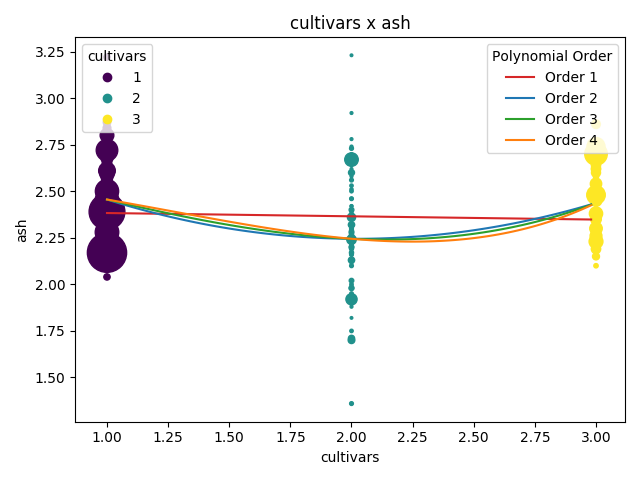 cultivars x ash
cultivars
1
2
3
Polynomial Order
Order 1
Order 2
Order 3
Order 4
ash
3.25
3.00
2.75
2.50
2.25
2.00
1.75
1.50
1.00 1.25 1.50 1.75 2.00 2.25 2.50 2.75 3.00
cultivars